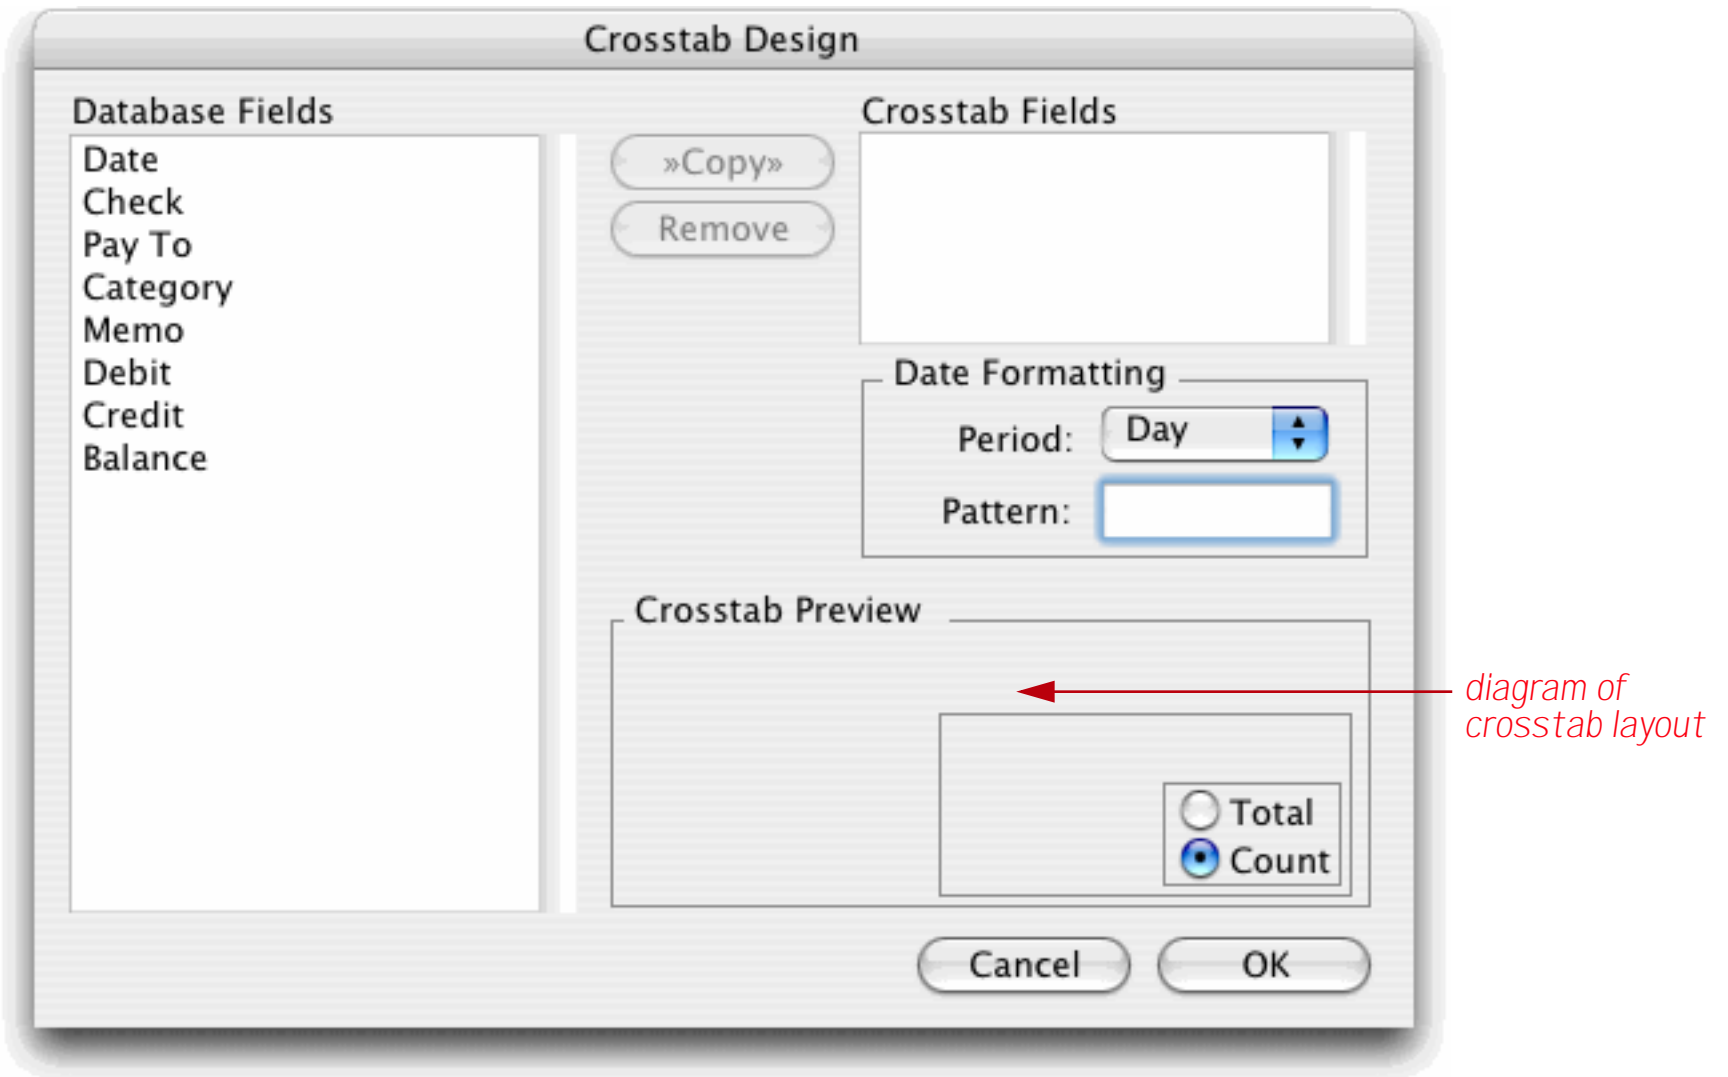 Crosstab Design
Database Fields
Date
Check
Pay To
Category
Memo
Debit
Credit
Balance
»Copy»
Remove
Crosstab Fields
Date Formatting
Period: Day
Pattern:
Crosstab Preview
Total
Count
diagram of
crosstab layout
Cancel OK